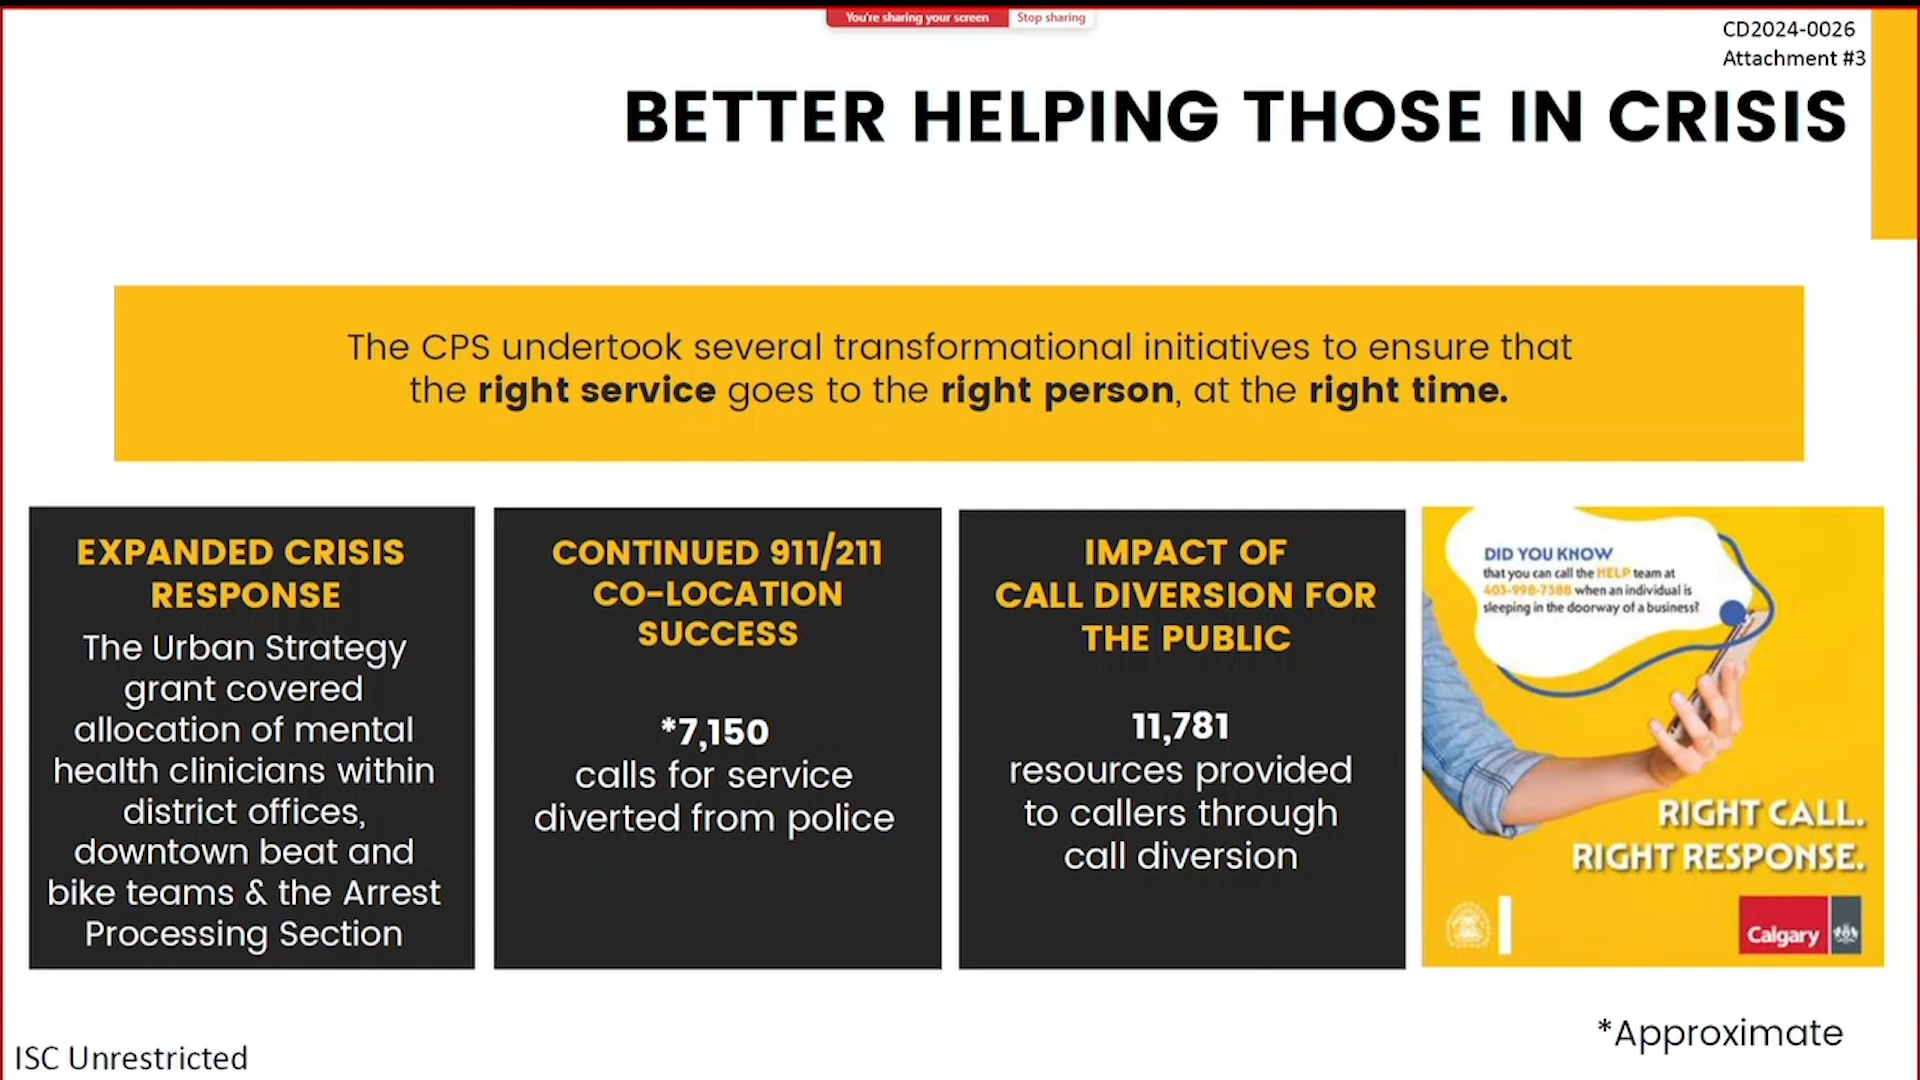 You're sharing your screen Stop sharing
CD2024-0026
Attachment #3
BETTER HELPING THOSE IN CRISIS
The CPS undertook several transformational initiatives to ensure that
the right service goes to the right person, at the right time.
EXPANDED CRISIS
RESPONSE
The Urban Strategy
grant covered
allocation of mental
health clinicians within
district offices,
downtown beat and
bike teams & the Arrest
Processing Section
CONTINUED 911/211
CO-LOCATION
SUCCESS
*7,150
calls for service
diverted from police
IMPACT OF
CALL DIVERSION FOR
THE PUBLIC
11,781
resources provided
to callers through
call diversion
DID YOU KNOW
that you can call the HELP team at
403-998-7388 when an individual is
sleeping in the doorway of a business?
RIGHT CALL.
RIGHT RESPONSE.
Calgary
*Approximate
ISC Unrestricted